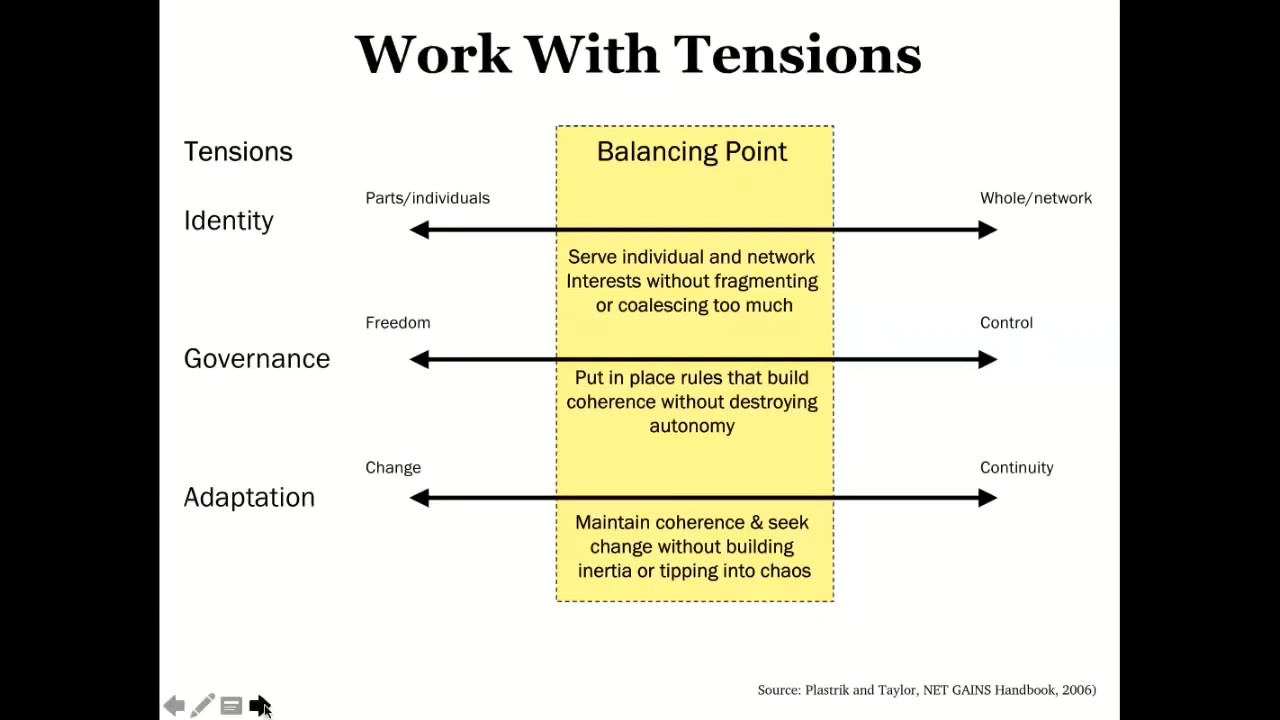 Work With Tensions
Tensions
Balancing Point
Parts/individuals
Whole/network
Identity
Serve individual and network
Interests without fragmenting
or coalescing too much
Freedom
Control
Governance
Put in place rules that build
coherence without destroying
autonomy
Change
Continuity
Adaptation
Maintain coherence & seek
change without building
inertia or tipping into chaos
Source: Plastrik and Taylor, NET GAINS Handbook, 2006)